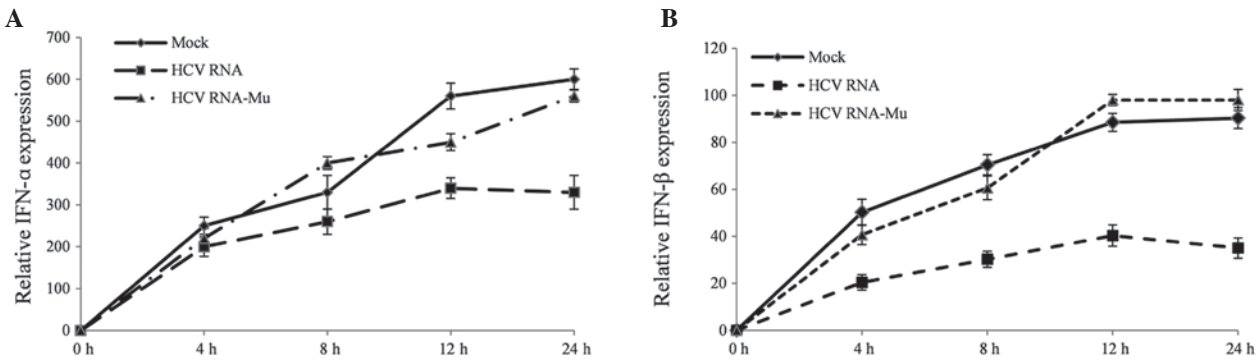 A
Relative IFN-α expression
700
600
500
400
300
200
100
0
Mock
HCV RNA
HCV RNA-Mu
0 h 4 h 8 h 12 h 24 h
B
Relative IFN-β expression
120
100
80
60
40
20
0
Mock
HCV RNA
HCV RNA-Mu
0 h 4 h 8 h 12 h 24 h